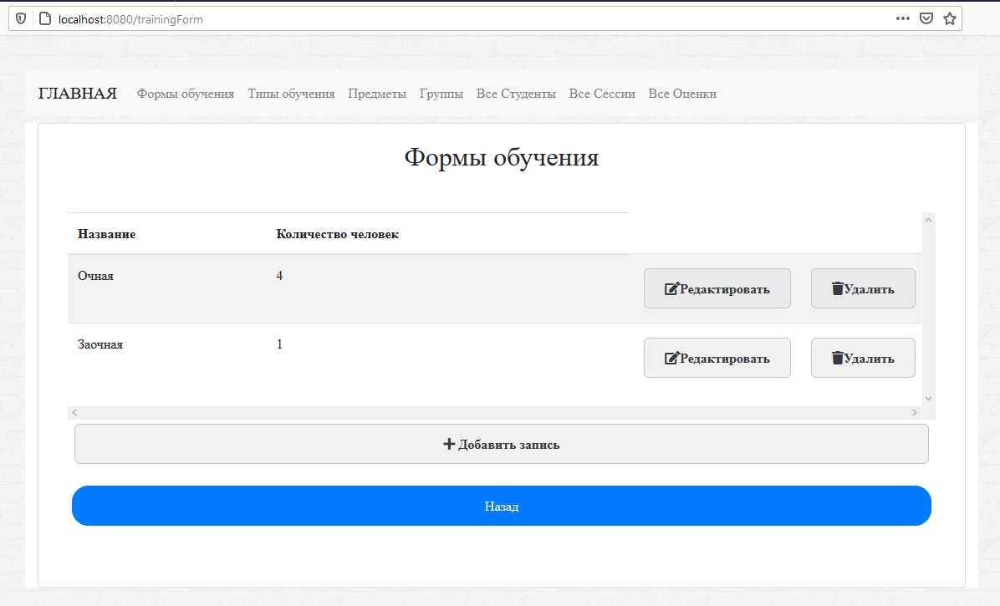 localhost:8080/trainingForm
ГЛАВНАЯ Формы обучения Типы обучения Предметы Группы Все Студенты Все Сессии Все Оценки
Формы обучения
Название Количество человек
Очная 4 Редактировать Удалить
Заочная 1 Редактировать Удалить
Добавить запись
Назад